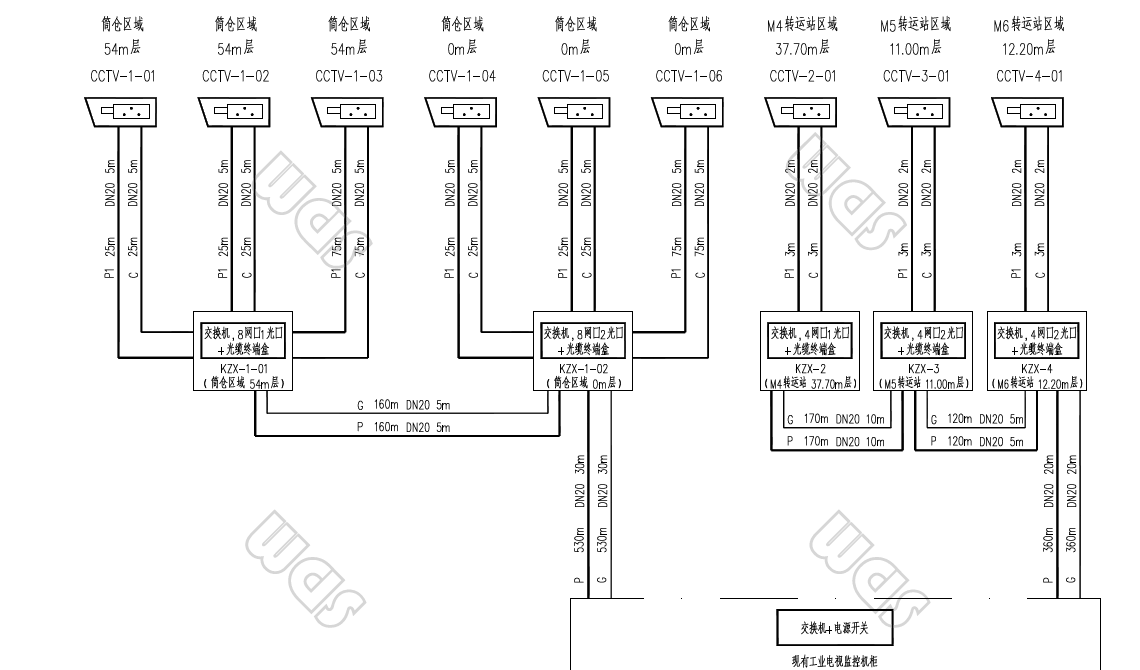 筒仓区域
54m层
CCTV-1-01
筒仓区域
54m层
CCTV-1-02
筒仓区域
54m层
CCTV-1-03
筒仓区域
0m层
CCTV-1-04
筒仓区域
0m层
CCTV-1-05
筒仓区域
0m层
CCTV-1-06
M4转运站区域
37.70m层
CCTV-2-01
M5转运站区域
11.00m层
CCTV-3-01
M6转运站区域
12.20m层
CCTV-4-01
P1 25m DN20 5m
C 25m DN20 5m
P1 25m DN20 5m
C 25m DN20 5m
P1 75m DN20 5m
C 75m DN20 5m
P1 25m DN20 5m
C 25m DN20 5m
P1 25m DN20 5m
C 25m DN20 5m
P1 75m DN20 5m
C 75m DN20 5m
P1 3m DN20 2m
C 3m DN20 2m
P1 3m DN20 2m
C 3m DN20 2m
P1 3m DN20 2m
C 3m DN20 2m
交换机,8网口1光口
+光缆终端盒
KZX-1-01
(筒仓区域 54m层)
交换机,8网口2光口
+光缆终端盒
KZX-1-02
(筒仓区域 0m层)
交换机,4网口1光口
+光缆终端盒
KZX-2
(M4转运站 37.70m层)
交换机,4网口2光口
+光缆终端盒
KZX-3
(M5转运站 11.00m层)
交换机,4网口2光口
+光缆终端盒
KZX-4
(M6转运站 12.20m层)
G 160m DN20 5m
P 160m DN20 5m
G 170m DN20 10m
P 170m DN20 10m
G 120m DN20 5m
P 120m DN20 5m
P 530m DN20 30m
G 530m DN20 30m
P 360m DN20 20m
G 360m DN20 20m
交换机+电源开关
现有工业电视监控机柜
SIPM
SIPM
SIPM
SIPM